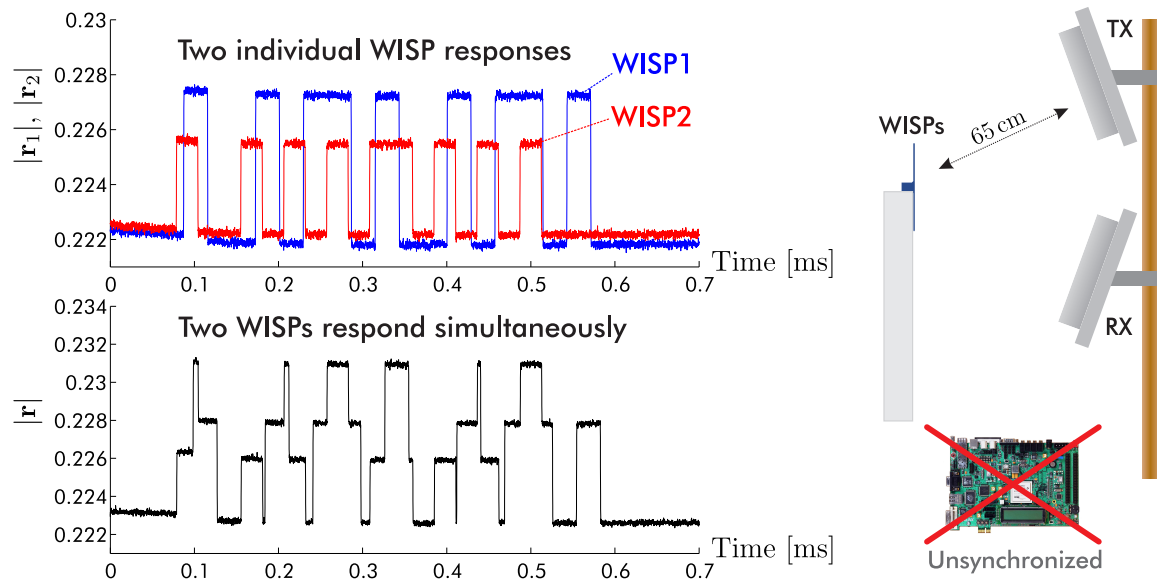 0.23
Two individual WISP responses
0.228
WISP1
|r₁|, |r₂|
0.226
WISP2
0.224
0.222
0 0.1 0.2 0.3 0.4 0.5 0.6 0.7
Time [ms]
0.234
Two WISPs respond simultaneously
0.232
0.231
0.228
|r|
0.226
0.224
0.222
0 0.1 0.2 0.3 0.4 0.5 0.6 0.7
Time [ms]
TX
WISPs
65 cm
RX
Unsynchronized